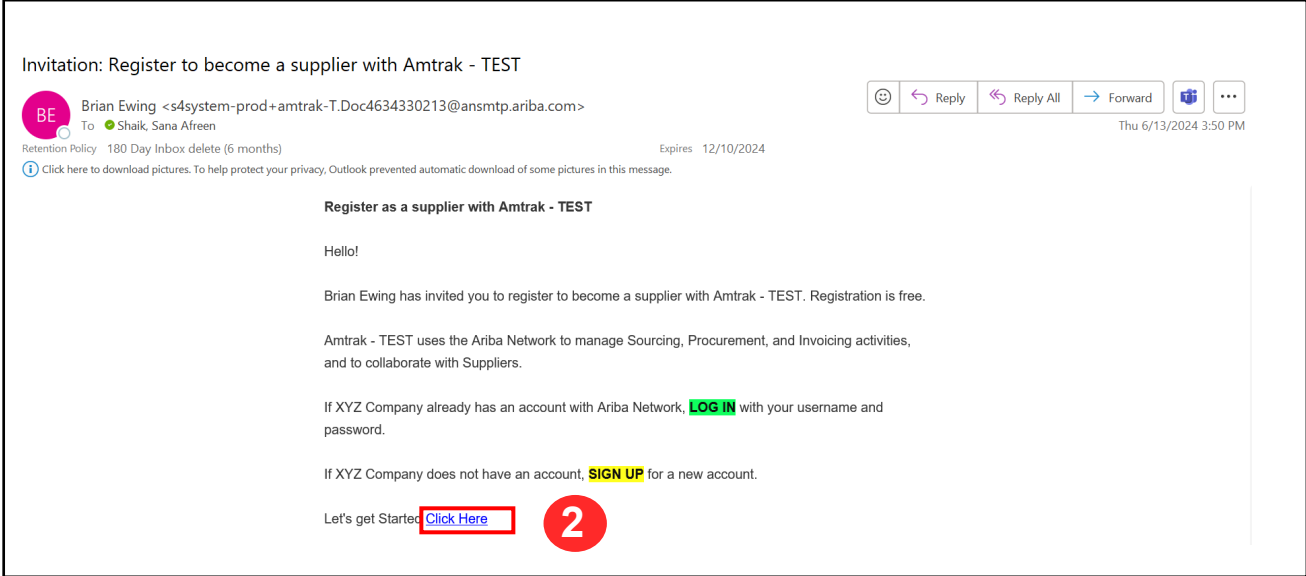 Invitation: Register to become a supplier with Amtrak - TEST
BE
Brian Ewing <s4system-prod+amtrak-T.Doc4634330213@ansmtp.ariba.com>
To Shaik, Sana Afreen
Reply
Reply All
Forward
Thu 6/13/2024 3:50 PM
Retention Policy 180 Day Inbox delete (6 months)
Expires 12/10/2024
Click here to download pictures. To help protect your privacy, Outlook prevented automatic download of some pictures in this message.
Register as a supplier with Amtrak - TEST
Hello!
Brian Ewing has invited you to register to become a supplier with Amtrak - TEST. Registration is free.
Amtrak - TEST uses the Ariba Network to manage Sourcing, Procurement, and Invoicing activities,
and to collaborate with Suppliers.
If XYZ Company already has an account with Ariba Network, LOG IN with your username and
password.
If XYZ Company does not have an account, SIGN UP for a new account.
Let's get Started Click Here
2